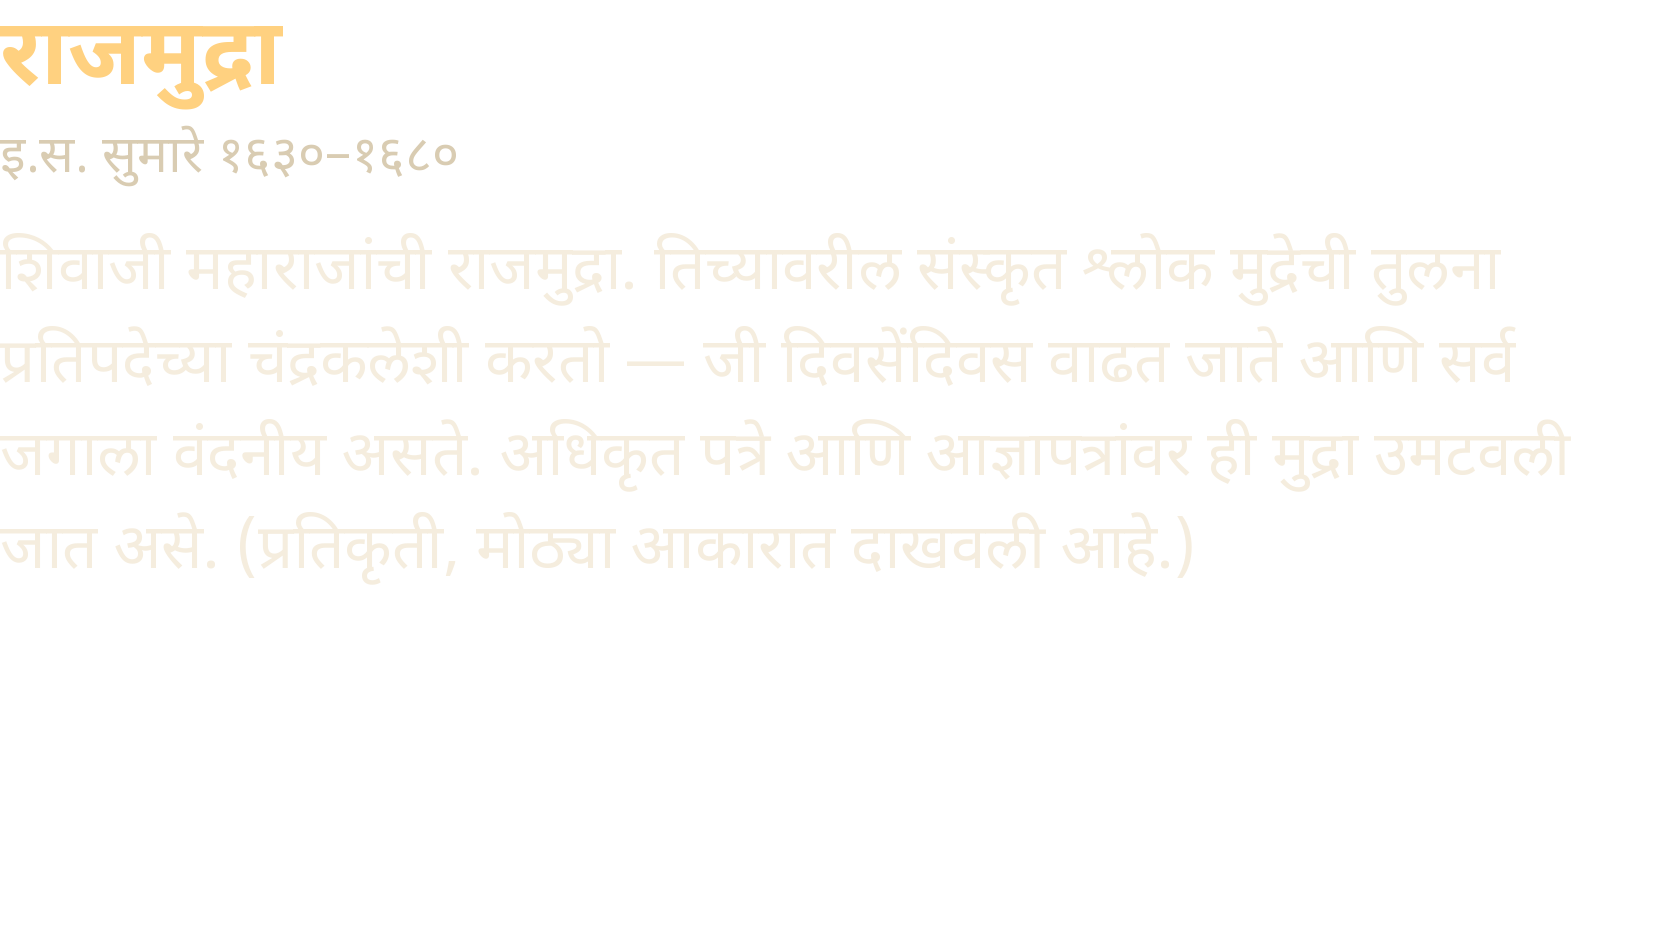 राजमुद्रा
इ.स. सुमारे १६३०–१६८०
शिवाजी महाराजांची राजमुद्रा. तिच्यावरील संस्कृत श्लोक मुद्रेची तुलना
प्रतिपदेच्या चंद्रकलेशी करतो — जी दिवसेंदिवस वाढत जाते आणि सर्व
जगाला वंदनीय असते. अधिकृत पत्रे आणि आज्ञापत्रांवर ही मुद्रा उमटवली
जात असे. (प्रतिकृती, मोठ्या आकारात दाखवली आहे.)